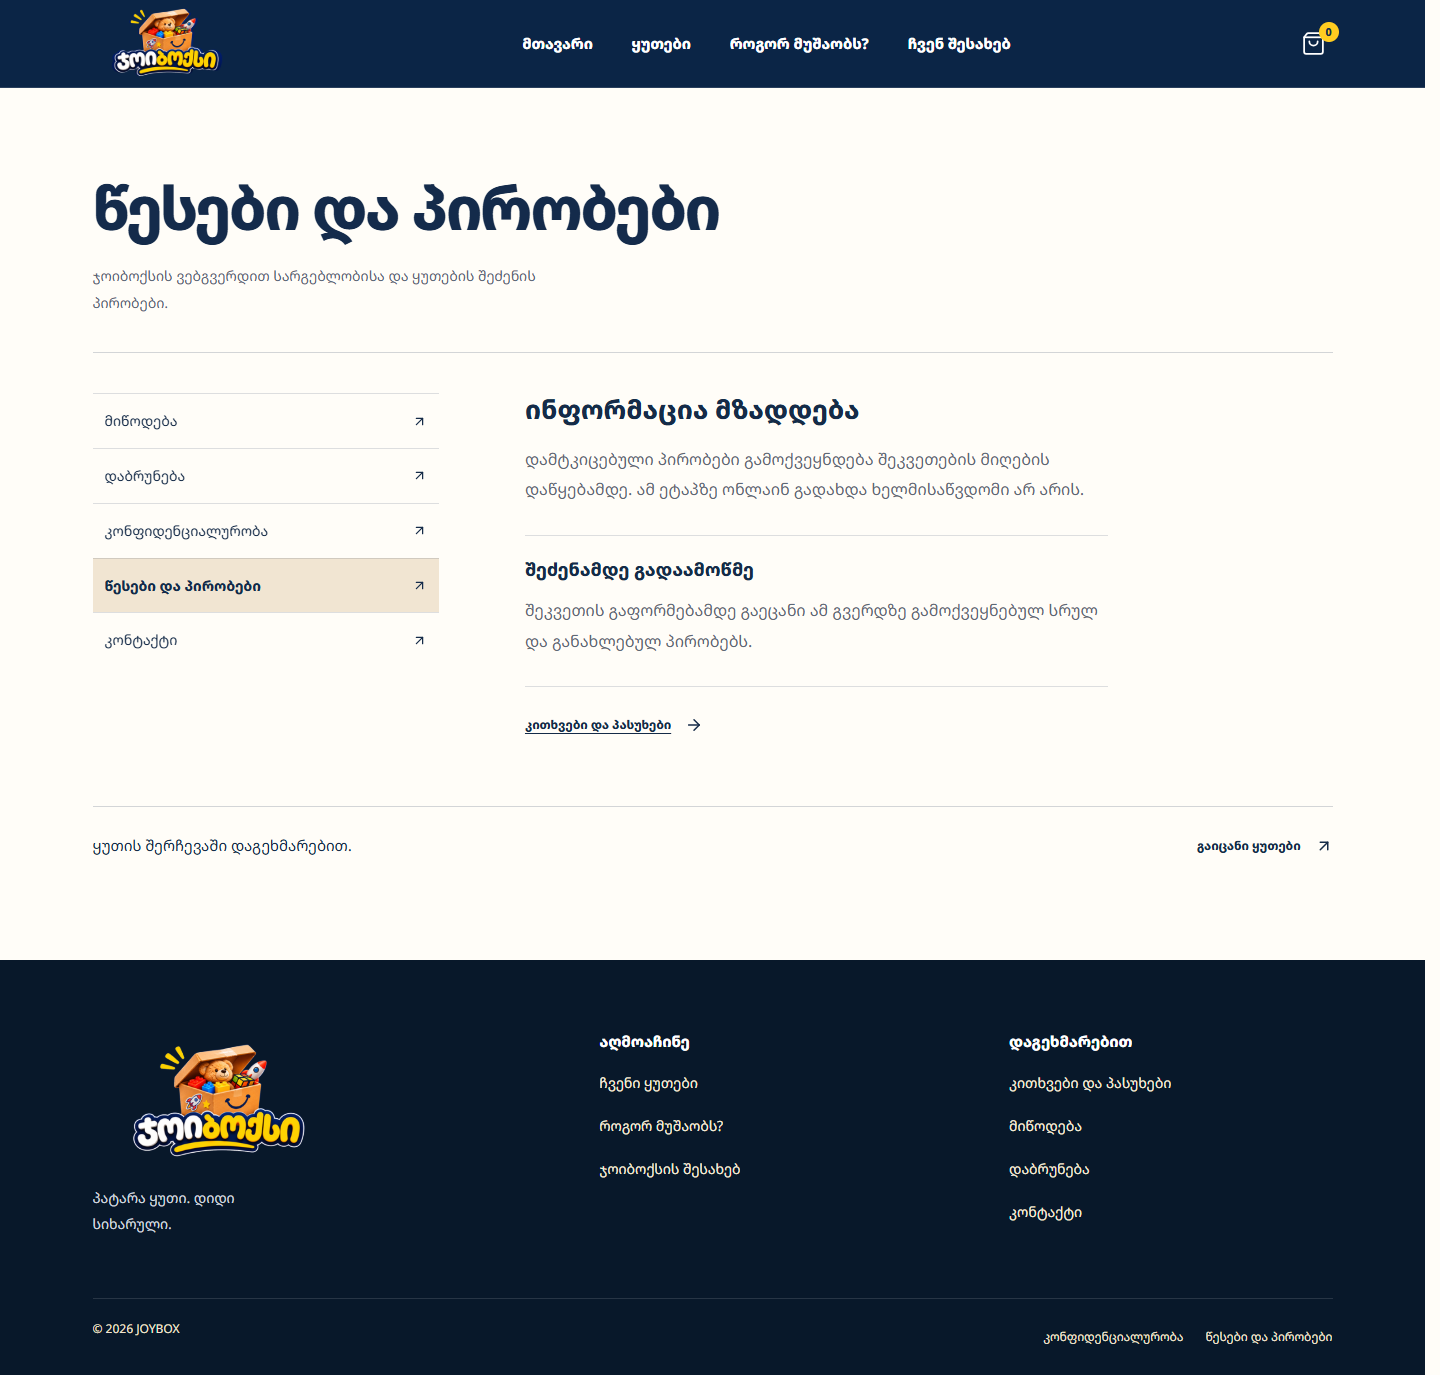 ჯოიბოქსი
მთავარი
ყუთები
როგორ მუშაობს?
ჩვენ შესახებ
0
წესები და პირობები
ჯოიბოქსის ვებგვერდით სარგებლობისა და ყუთების შეძენის
პირობები.
მიწოდება
დაბრუნება
კონფიდენციალურობა
წესები და პირობები
კონტაქტი
ინფორმაცია მზადდება
დამტკიცებული პირობები გამოქვეყნდება შეკვეთების მიღების
დაწყებამდე. ამ ეტაპზე ონლაინ გადახდა ხელმისაწვდომი არ არის.
შეძენამდე გადაამოწმე
შეკვეთის გაფორმებამდე გაეცანი ამ გვერდზე გამოქვეყნებულ სრულ
და განახლებულ პირობებს.
კითხვები და პასუხები
ყუთის შერჩევაში დაგეხმარებით.
გაიცანი ყუთები
ჯოიბოქსი
პატარა ყუთი. დიდი
სიხარული.
აღმოაჩინე
ჩვენი ყუთები
როგორ მუშაობს?
ჯოიბოქსის შესახებ
დაგეხმარებით
კითხვები და პასუხები
მიწოდება
დაბრუნება
კონტაქტი
© 2026 JOYBOX
კონფიდენციალურობა
წესები და პირობები